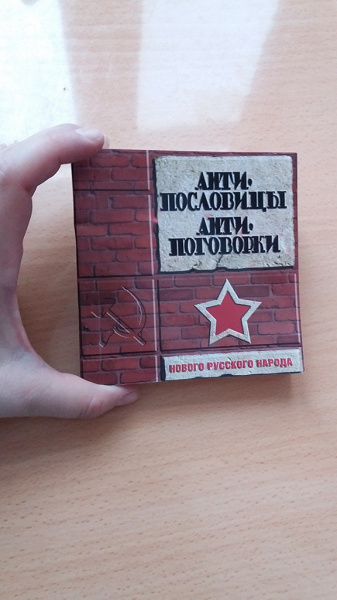 АНТИ-
ПОСЛОВИЦЫ
АНТИ-
ПОГОВОРКИ
НОВОГО РУССКОГО НАРОДА